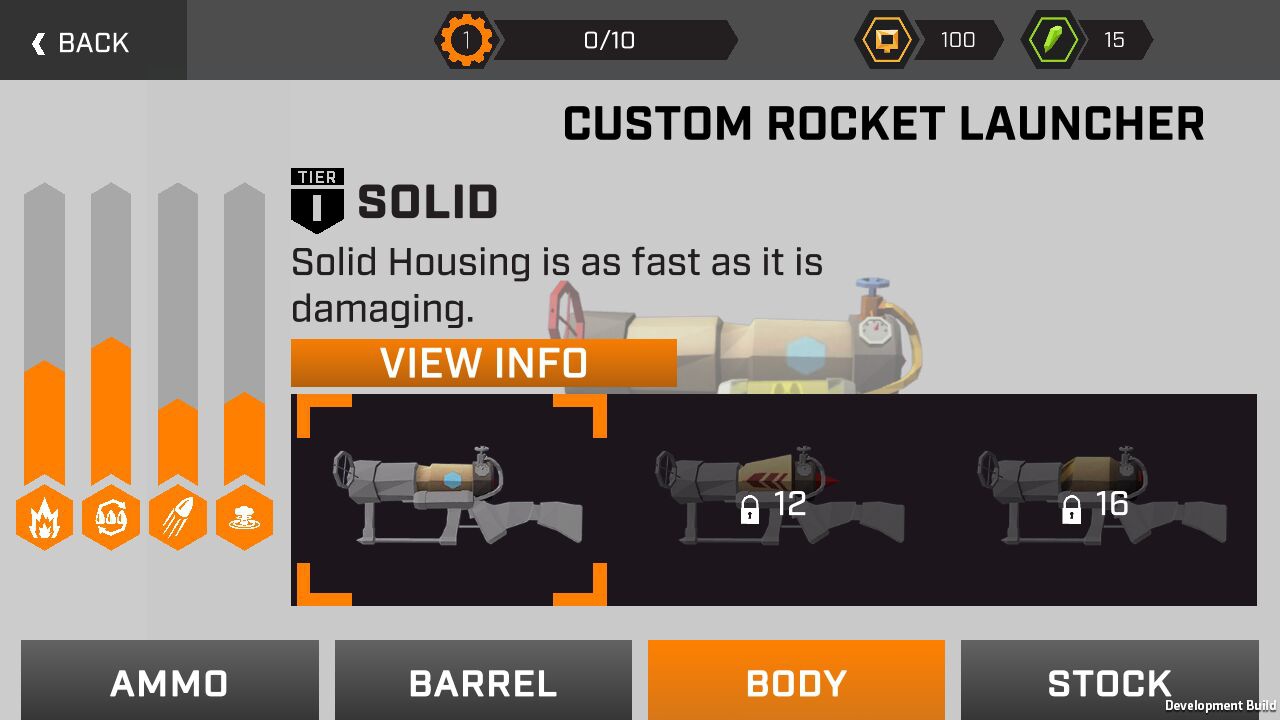 BACK
1
0/10
100
15
CUSTOM ROCKET LAUNCHER
TIER
I
SOLID
Solid Housing is as fast as it is
damaging.
VIEW INFO
12
16
AMMO
BARREL
BODY
STOCK
Development Build